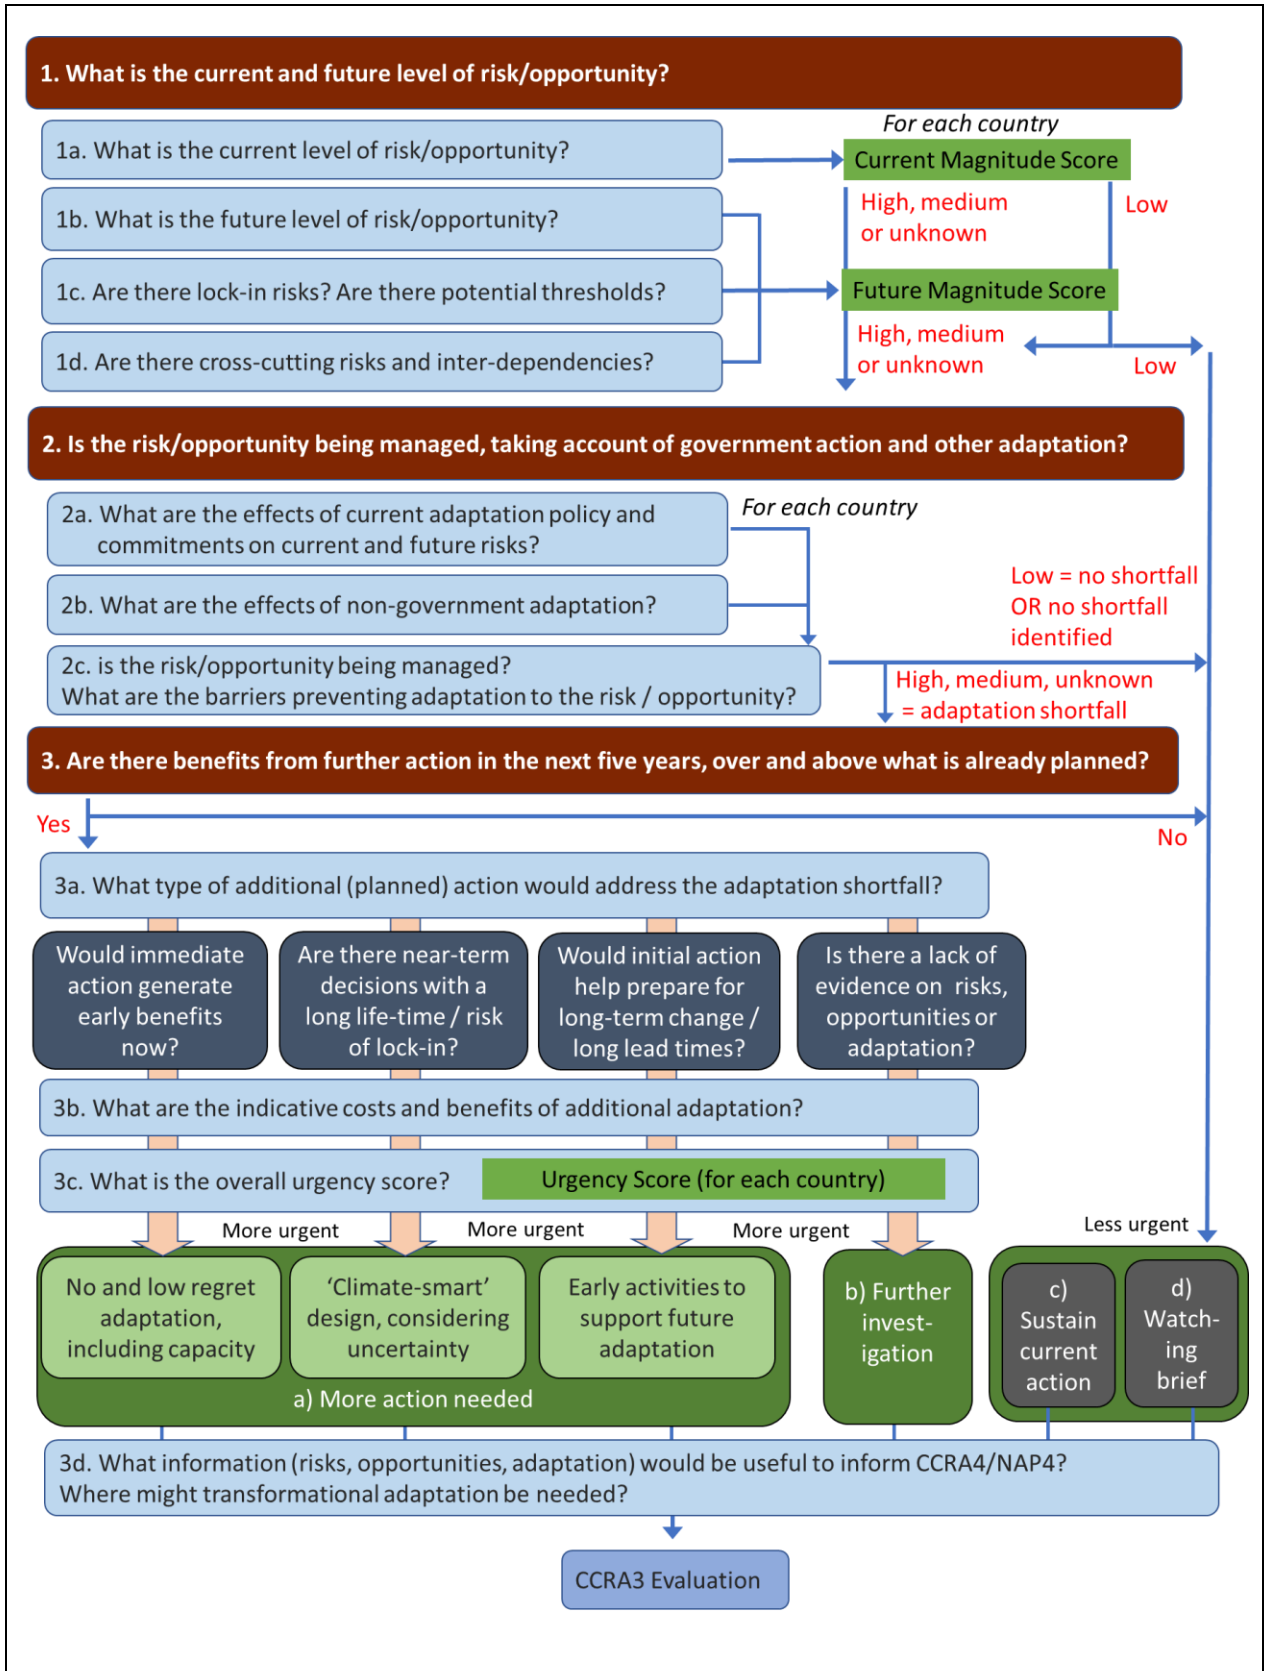 1. What is the current and future level of risk/opportunity?
For each country
1a. What is the current level of risk/opportunity?
Current Magnitude Score
High, medium
or unknown
Low
1b. What is the future level of risk/opportunity?
1c. Are there lock-in risks? Are there potential thresholds?
Future Magnitude Score
High, medium
or unknown
Low
1d. Are there cross-cutting risks and inter-dependencies?
2. Is the risk/opportunity being managed, taking account of government action and other adaptation?
2a. What are the effects of current adaptation policy and
commitments on current and future risks?
For each country
2b. What are the effects of non-government adaptation?
Low = no shortfall
OR no shortfall
identified
2c. is the risk/opportunity being managed?
What are the barriers preventing adaptation to the risk / opportunity?
High, medium, unknown
= adaptation shortfall
3. Are there benefits from further action in the next five years, over and above what is already planned?
Yes
No
3a. What type of additional (planned) action would address the adaptation shortfall?
Would immediate
action generate
early benefits
now?
Are there near-term
decisions with a
long life-time / risk
of lock-in?
Would initial action
help prepare for
long-term change /
long lead times?
Is there a lack of
evidence on risks,
opportunities or
adaptation?
3b. What are the indicative costs and benefits of additional adaptation?
3c. What is the overall urgency score?
Urgency Score (for each country)
More urgent
More urgent
More urgent
Less urgent
No and low regret
adaptation,
including capacity
‘Climate-smart’
design, considering
uncertainty
Early activities to
support future
adaptation
a) More action needed
b) Further
invest-
igation
c)
Sustain
current
action
d)
Watch-
ing
brief
3d. What information (risks, opportunities, adaptation) would be useful to inform CCRA4/NAP4?
Where might transformational adaptation be needed?
CCRA3 Evaluation